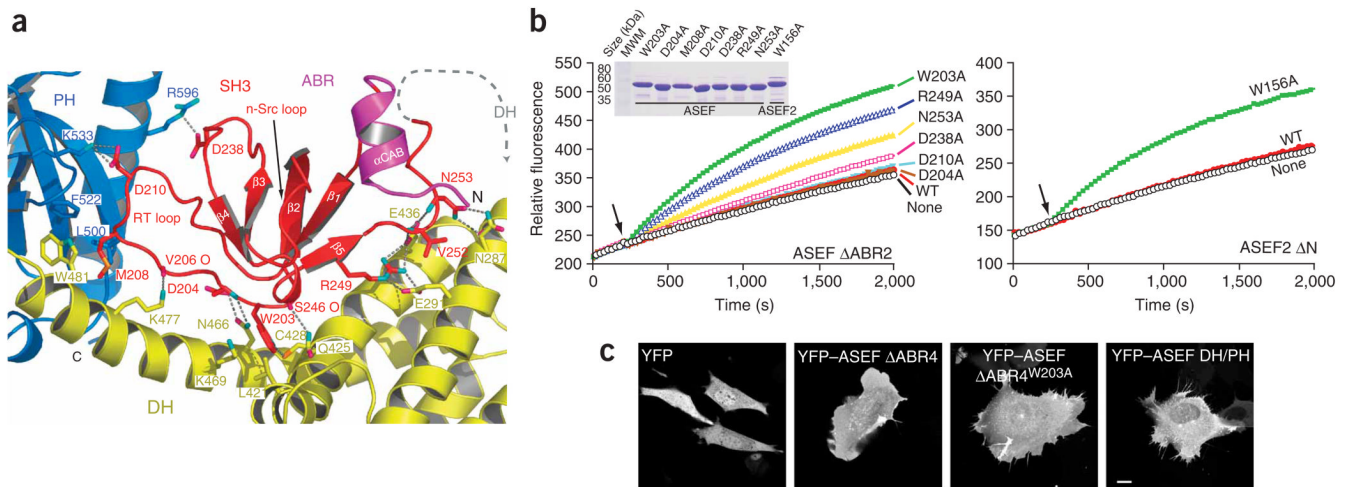 a
PH
R596
SH3
ABR
n-Src loop
DH
K533
D238
αCAB
D210
β3
N253
N
F522
RT loop
β4
β2
β1
E436
L500
β5
V252
W481
M208
V206 O
R249
N287
D204
S246 O
E291
K477
W203
N466
C428
Q425
C
K469
L421
DH
b
Size (kDa)
MWM
W203A
D204A
M208A
D210A
D238A
R249A
N253A
W156A
80
60
50
35
ASEF
ASEF2
Relative fluorescence
550
500
450
400
350
300
250
200
0
500
1,000
1,500
2,000
Time (s)
W203A
R249A
N253A
D238A
D210A
D204A
WT
None
ASEF ΔABR2
400
350
300
250
200
150
100
0
500
1,000
1,500
2,000
Time (s)
W156A
WT
None
ASEF2 ΔN
c
YFP
YFP–ASEF ΔABR4
YFP–ASEF
ΔABR4W203A
YFP–ASEF DH/PH